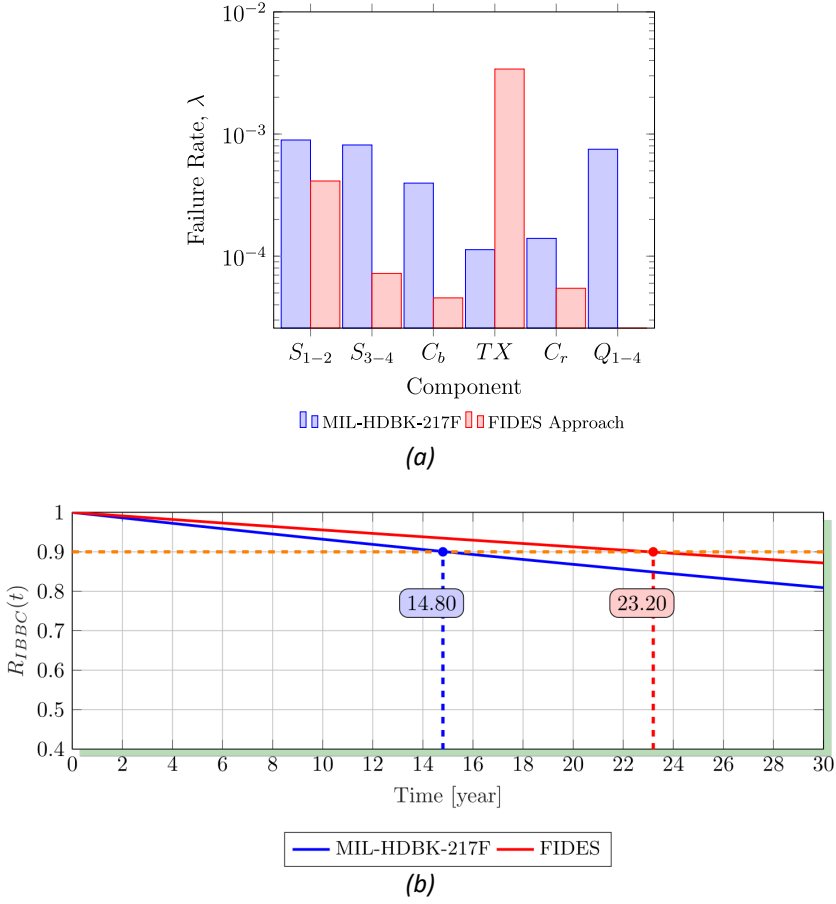 10⁻²
10⁻³
10⁻⁴
Failure Rate, λ
S₁₋₂ S₃₋₄ C_b TX C_r Q₁₋₄
Component
MIL-HDBK-217F FIDES Approach
(a)
1
0.9
0.8
0.7
0.6
0.5
0.4
R_IBBC(t)
14.80 23.20
0 2 4 6 8 10 12 14 16 18 20 22 24 26 28 30
Time [year]
MIL-HDBK-217F FIDES
(b)